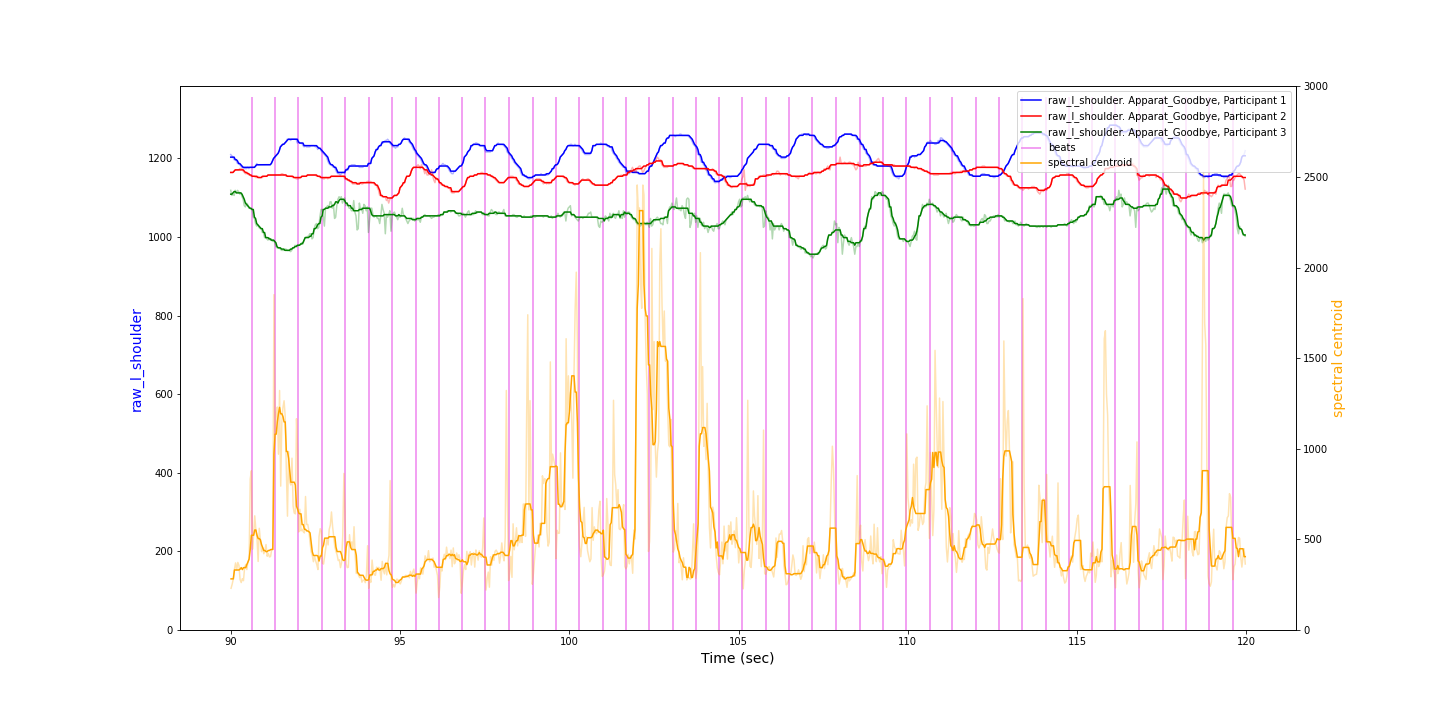 3000
raw_l_shoulder. Apparat_Goodbye, Participant 1
raw_l_shoulder. Apparat_Goodbye, Participant 2
raw_l_shoulder. Apparat_Goodbye, Participant 3
beats
spectral centroid
1200
1000
800
600
400
200
0
raw_l_shoulder
2500
2000
1500
1000
500
0
spectral centroid
90
95
100
105
110
115
120
Time (sec)